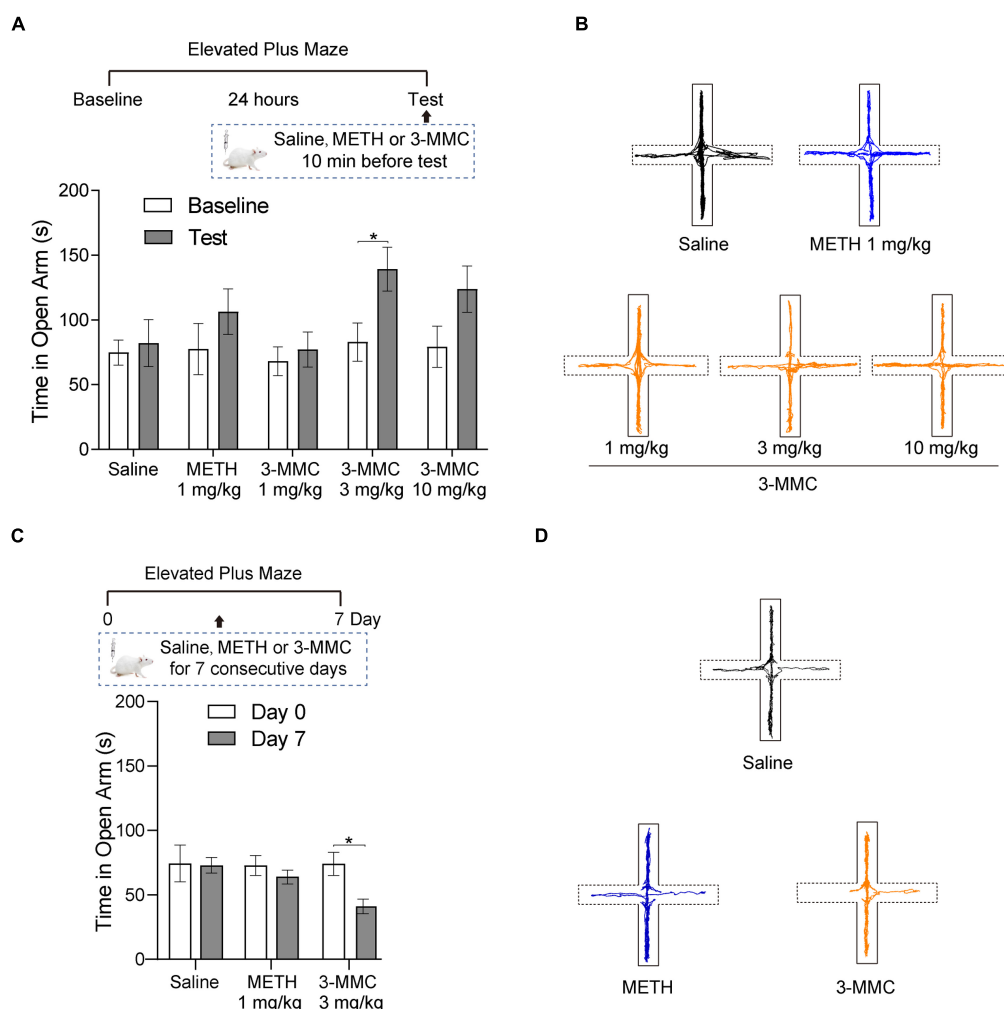 A
Elevated Plus Maze
Baseline 24 hours Test
Saline, METH or 3-MMC
10 min before test
Time in Open Arm (s)
200
150
100
50
0
Baseline
Test
*
Saline METH 3-MMC 3-MMC 3-MMC
1 mg/kg 1 mg/kg 3 mg/kg 10 mg/kg
B
Saline METH 1 mg/kg
1 mg/kg 3 mg/kg 10 mg/kg
3-MMC
C
Elevated Plus Maze
0 7 Day
Saline, METH or 3-MMC
for 7 consecutive days
Time in Open Arm (s)
200
150
100
50
0
Day 0
Day 7
*
Saline METH 3-MMC
1 mg/kg 3 mg/kg
D
Saline
METH 3-MMC